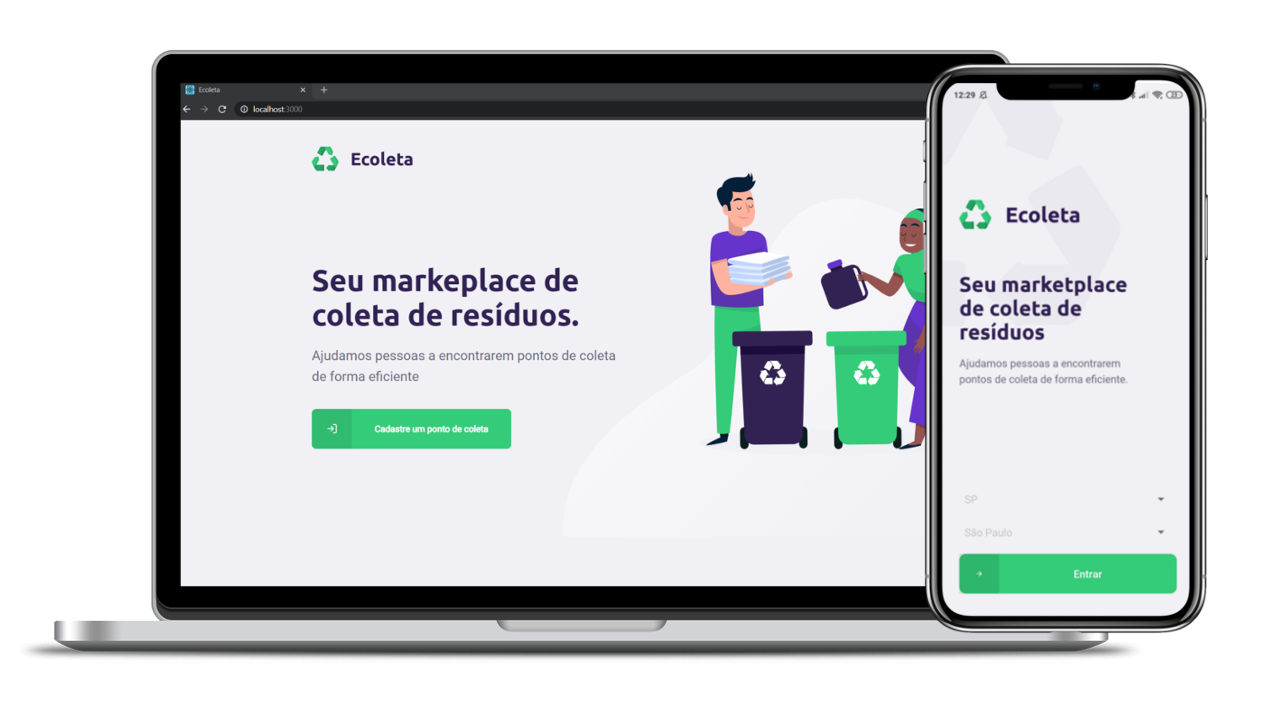 Ecoleta
localhost:3000
Ecoleta
Seu markeplace de
coleta de resíduos.
Ajudamos pessoas a encontrarem pontos de coleta
de forma eficiente
Cadastre um ponto de coleta
12:29
Ecoleta
Seu marketplace
de coleta de
resíduos
Ajudamos pessoas a encontrarem
pontos de coleta de forma eficiente.
SP
São Paulo
Entrar